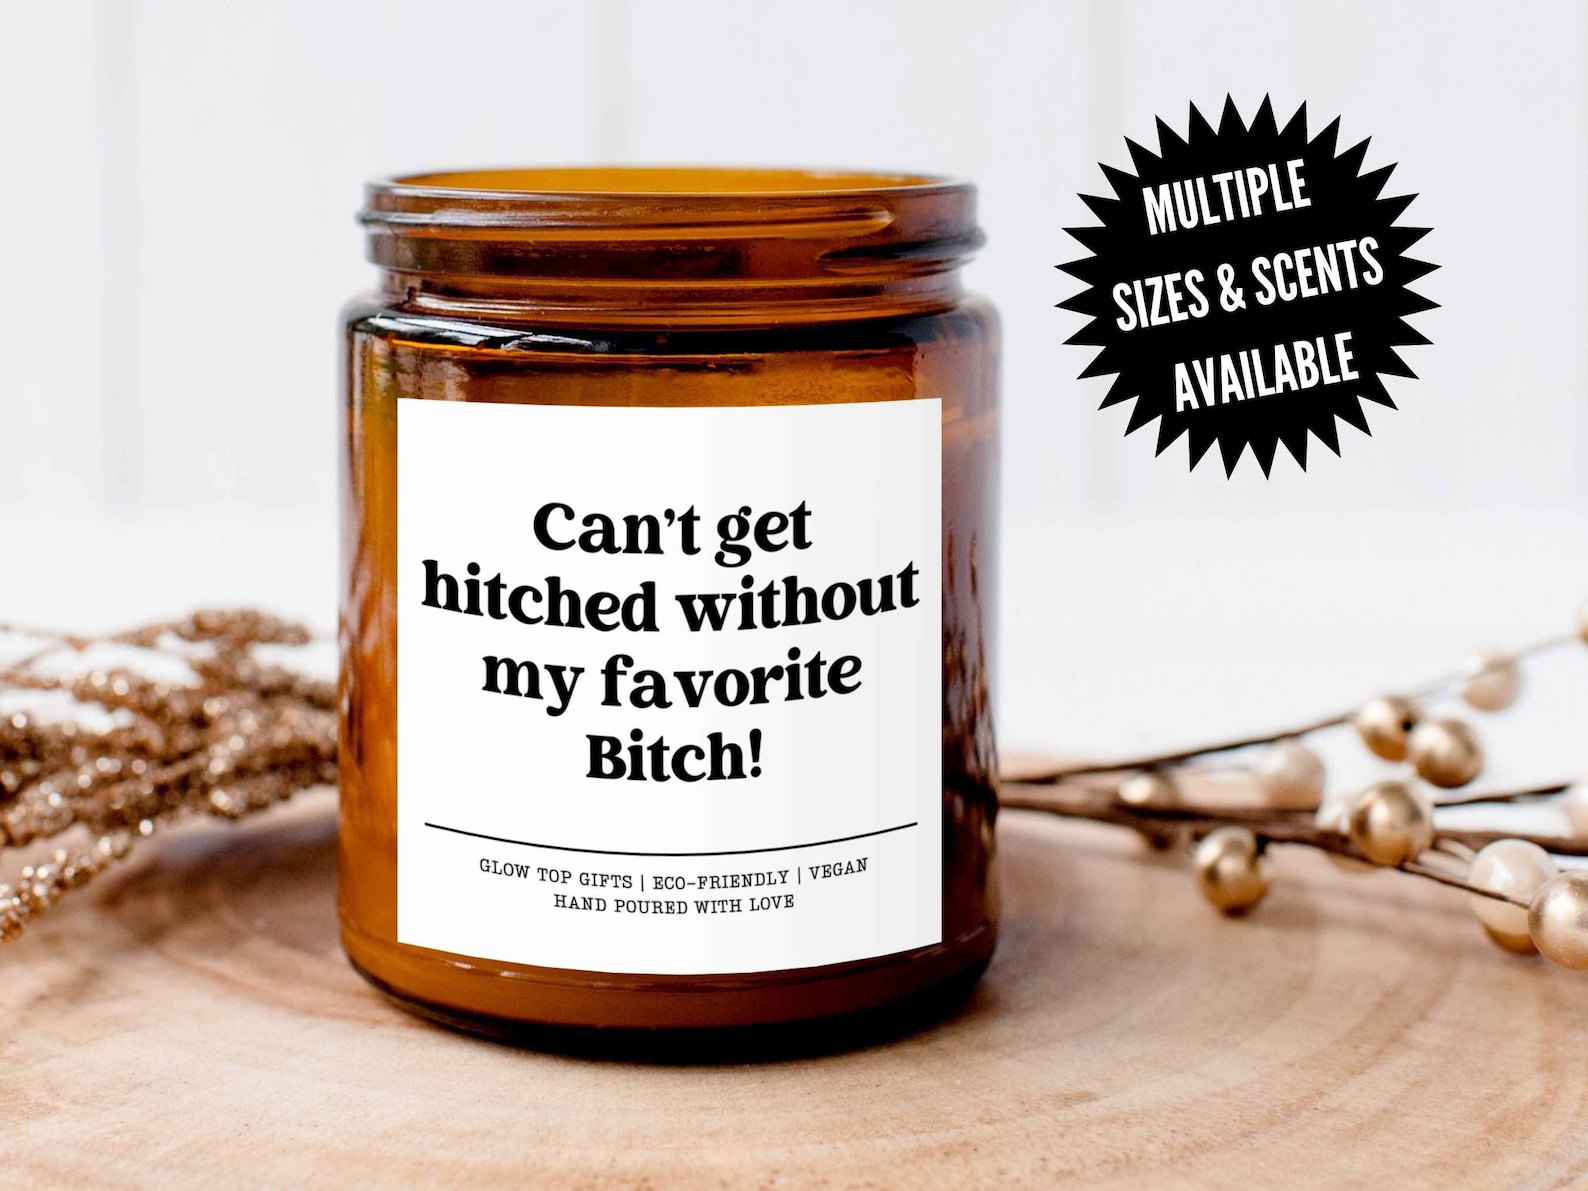 Can't get
hitched without
my favorite
Bitch!
GLOW TOP GIFTS | ECO-FRIENDLY | VEGAN
HAND POURED WITH LOVE
MULTIPLE
SIZES & SCENTS
AVAILABLE